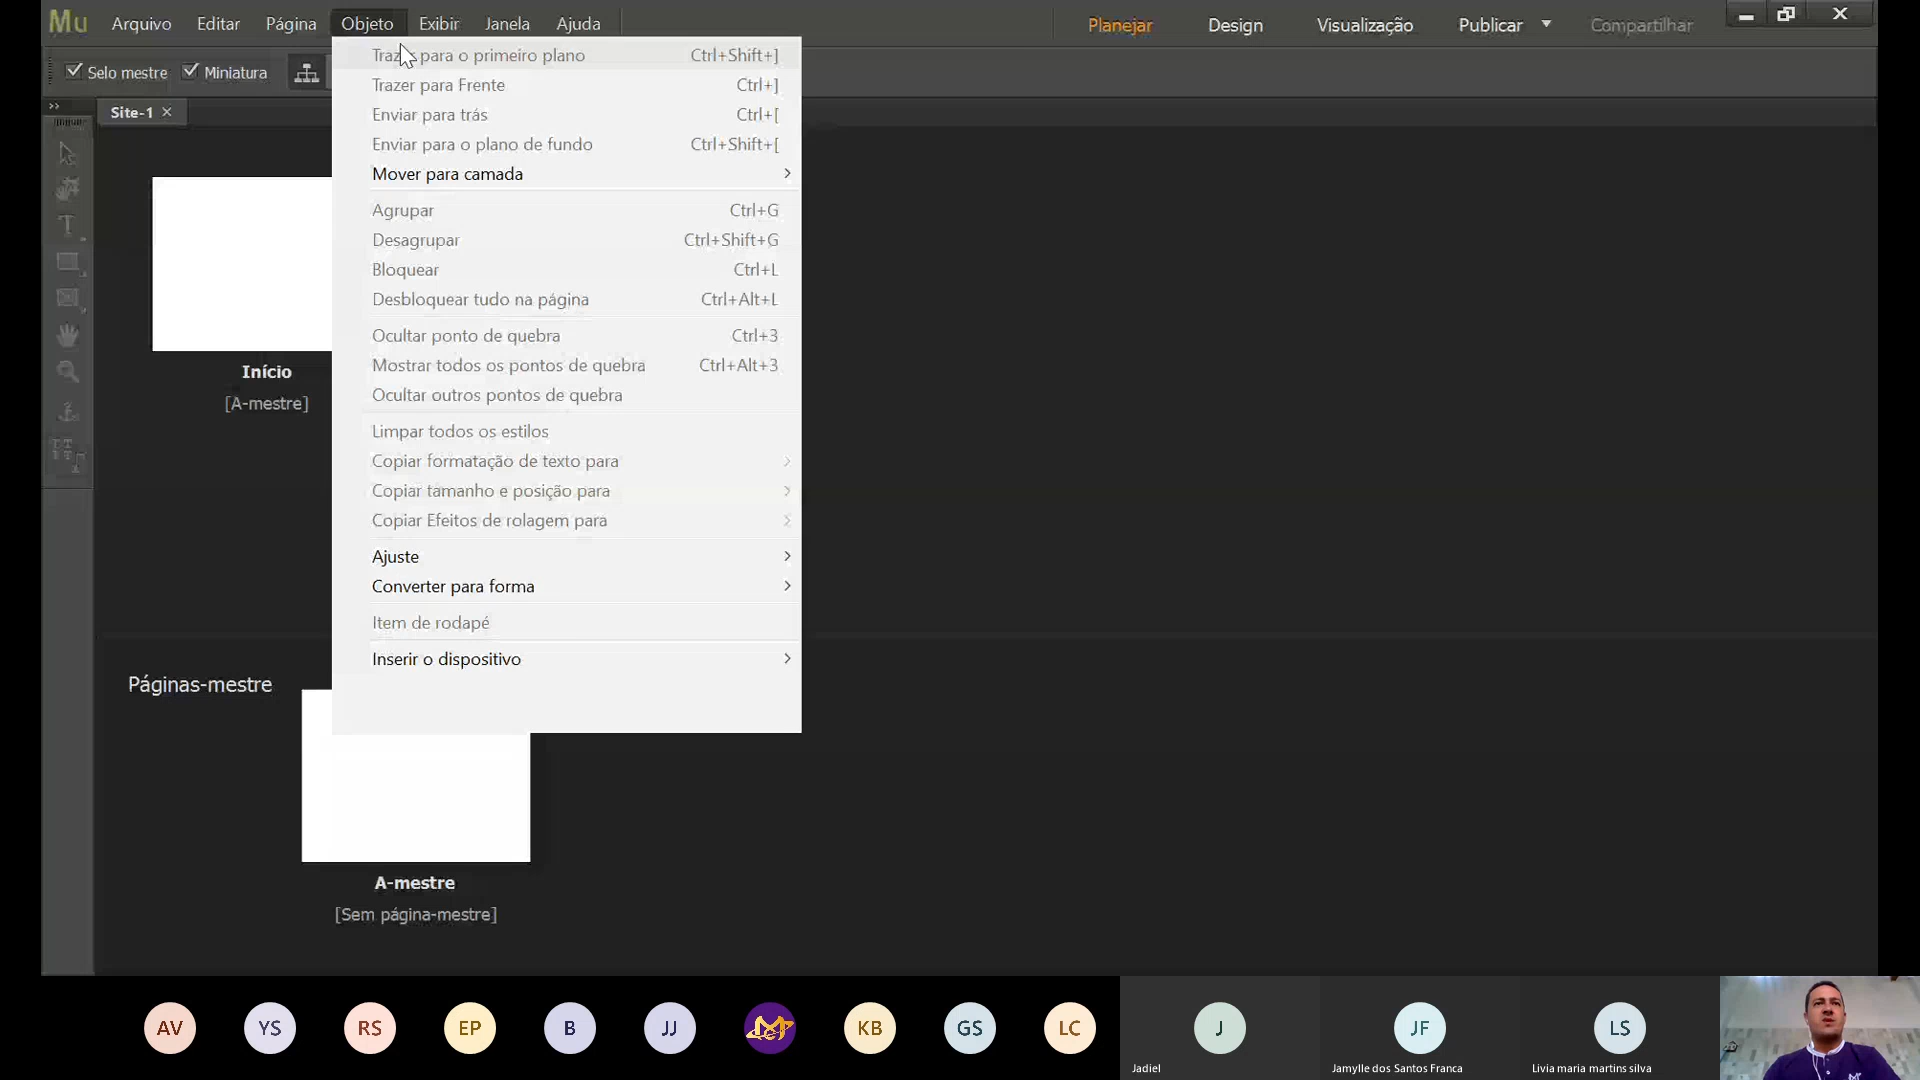 Mu Arquivo Editar Página Objeto Exibir Janela Ajuda Planejar Design Visualização Publicar Compartilhar
Selo mestre Miniatura
Site-1
Trazer para o primeiro plano Ctrl+Shift+]
Trazer para Frente Ctrl+]
Enviar para trás Ctrl+[
Enviar para o plano de fundo Ctrl+Shift+[
Mover para camada
Agrupar Ctrl+G
Desagrupar Ctrl+Shift+G
Bloquear Ctrl+L
Desbloquear tudo na página Ctrl+Alt+L
Ocultar ponto de quebra Ctrl+3
Mostrar todos os pontos de quebra Ctrl+Alt+3
Ocultar outros pontos de quebra
Limpar todos os estilos
Copiar formatação de texto para
Copiar tamanho e posição para
Copiar Efeitos de rolagem para
Ajuste
Converter para forma
Item de rodapé
Inserir o dispositivo
Início
[A-mestre]
Páginas-mestre
A-mestre
[Sem página-mestre]
AV YS RS EP B JJ KB GS LC J JF LS
Jadiel Jamylle dos Santos Franca Livia maria martins silva